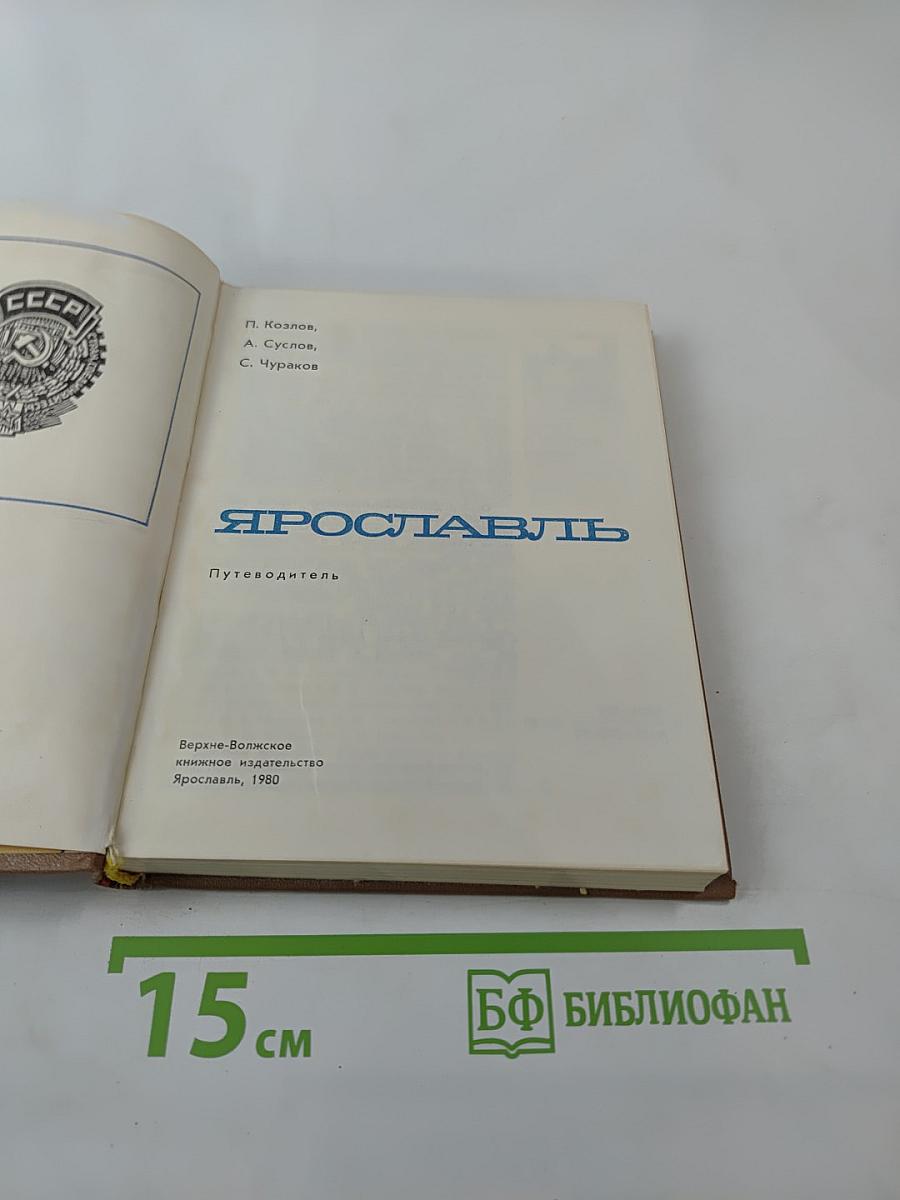 СССР
П. Козлов,
А. Суслов,
С. Чураков
ЯРОСЛАВЛЬ
Путеводитель
Верхне-Волжское
книжное издательство
Ярославль, 1980
15 см
БФ БИБЛИОФАН